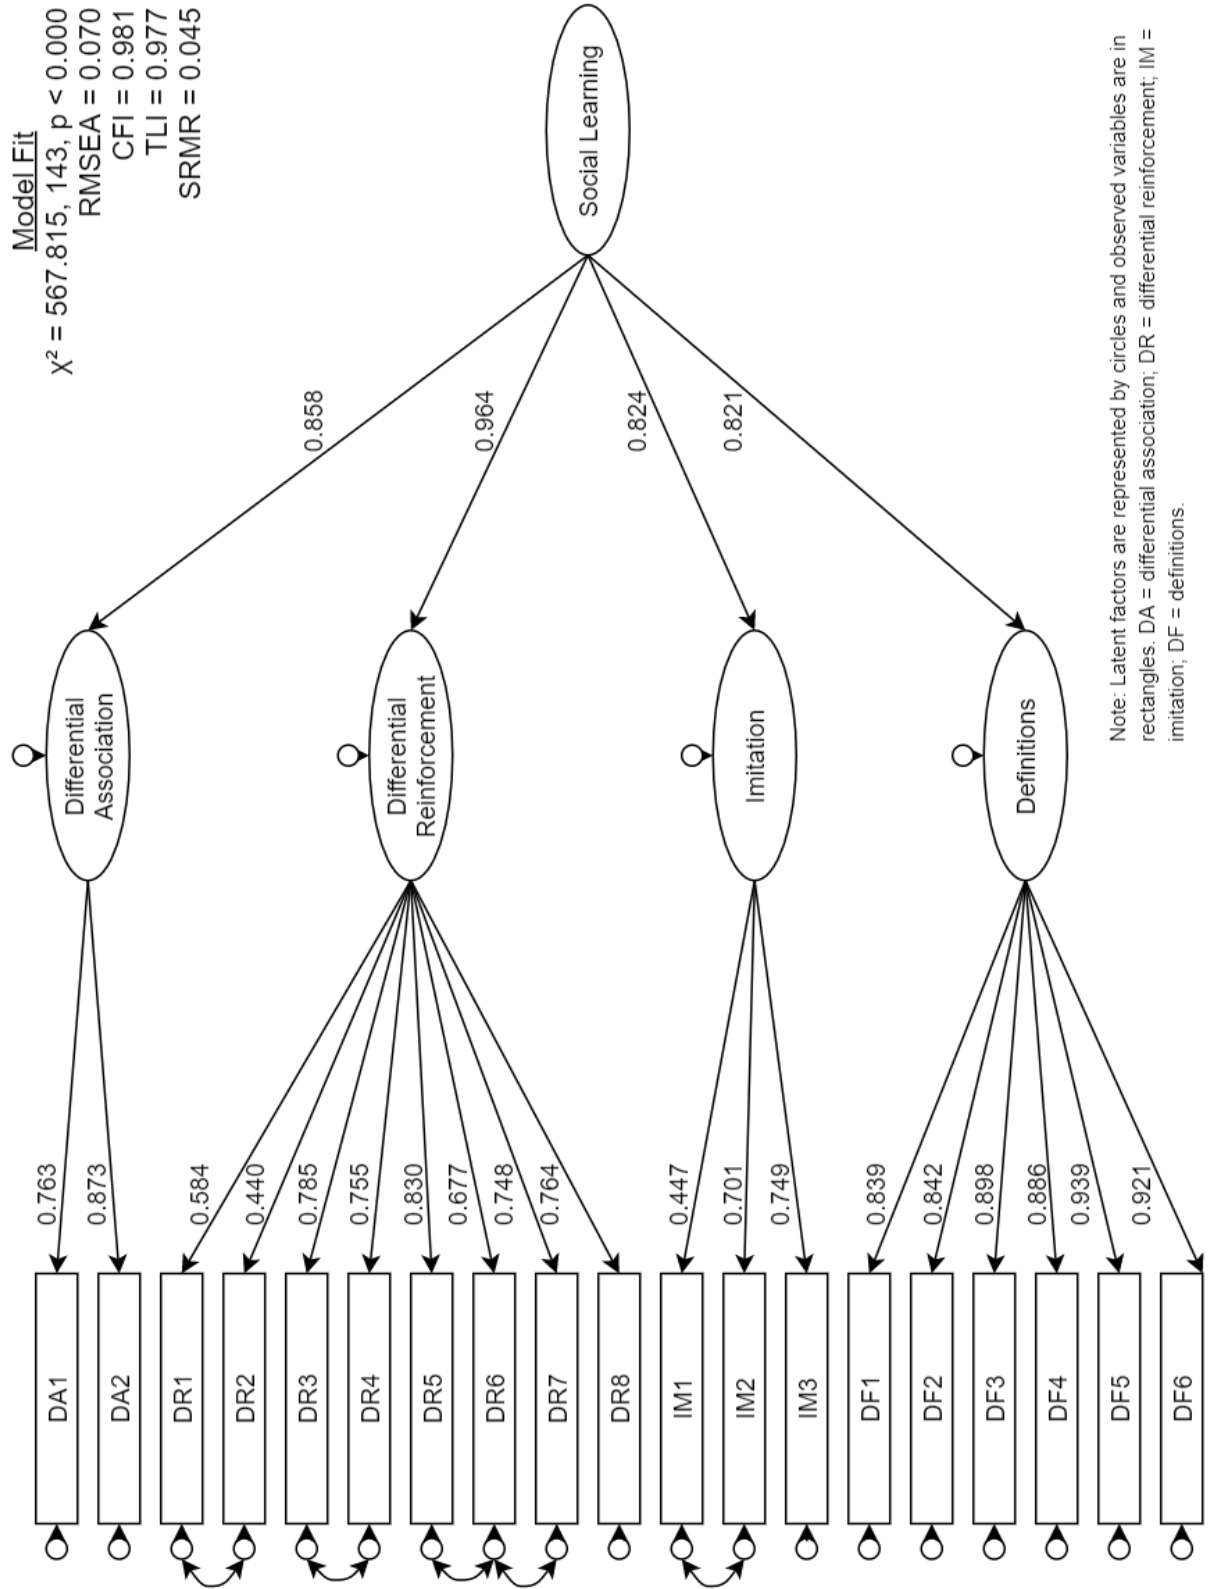 Model Fit
X² = 567.815, 143, p < 0.000
RMSEA = 0.070
CFI = 0.981
TLI = 0.977
SRMR = 0.045
Social Learning
0.858
0.964
0.824
0.821
Differential
Association
Differential
Reinforcement
Imitation
Definitions
0.763
0.873
0.584
0.440
0.785
0.755
0.830
0.677
0.748
0.764
0.447
0.701
0.749
0.839
0.842
0.898
0.886
0.939
0.921
DA1
DA2
DR1
DR2
DR3
DR4
DR5
DR6
DR7
DR8
IM1
IM2
IM3
DF1
DF2
DF3
DF4
DF5
DF6
Note: Latent factors are represented by circles and observed variables are in
rectangles. DA = differential association; DR = differential reinforcement; IM =
imitation; DF = definitions.